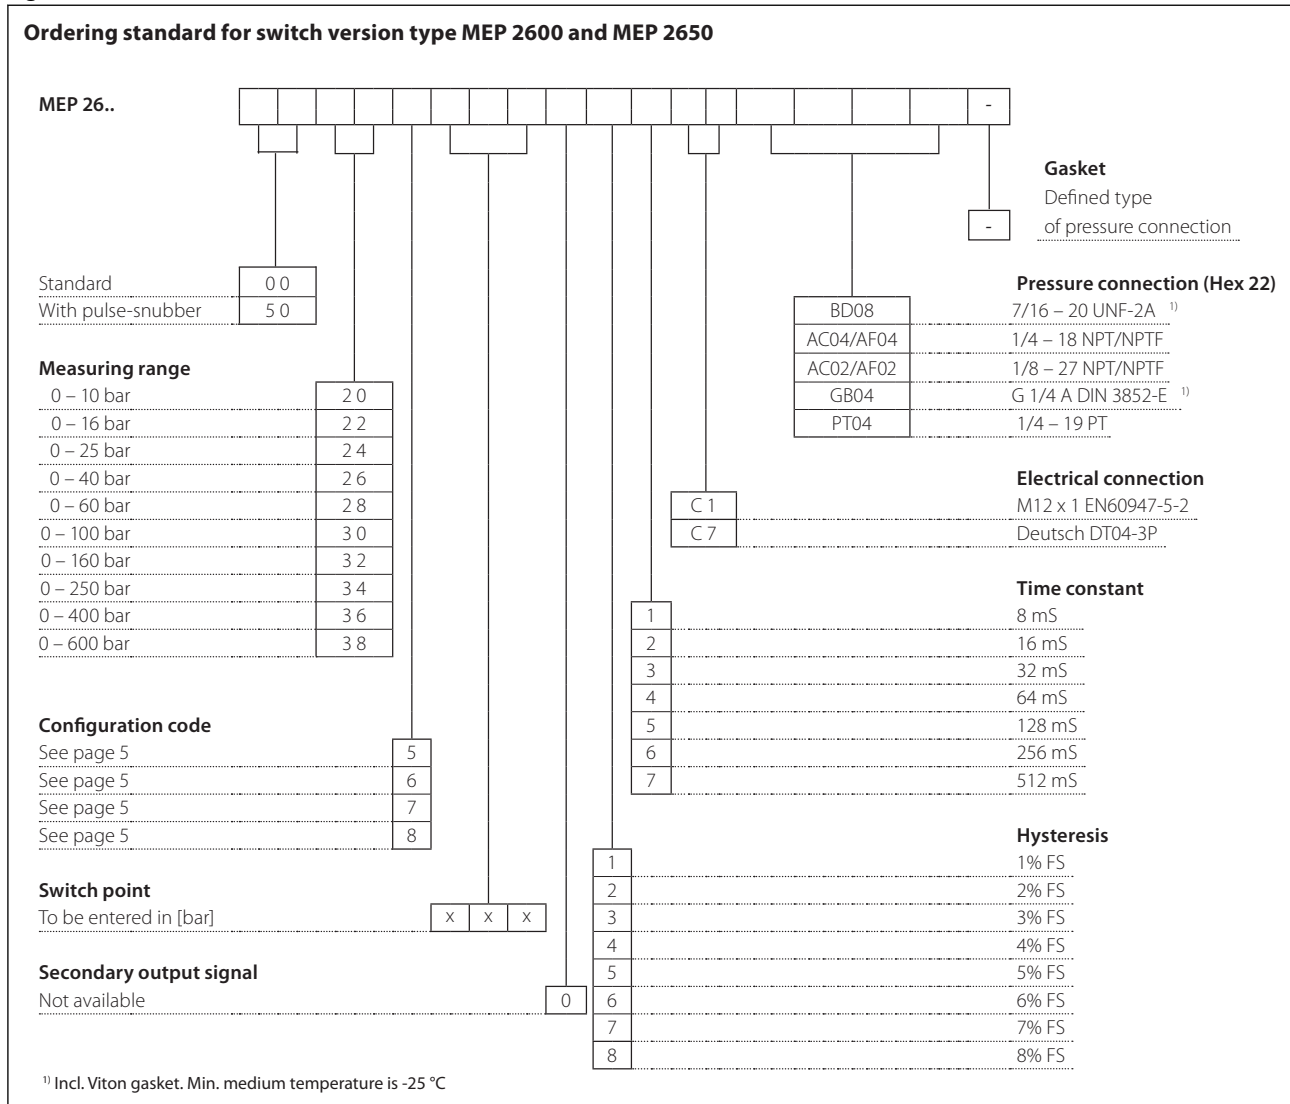 Ordering standard for switch version type MEP 2600 and MEP 2650
MEP 26..
-
Gasket
Defined type
- of pressure connection
Standard 0 0
With pulse-snubber 5 0
Pressure connection (Hex 22)
BD08 7/16 – 20 UNF-2A 1)
AC04/AF04 1/4 – 18 NPT/NPTF
AC02/AF02 1/8 – 27 NPT/NPTF
GB04 G 1/4 A DIN 3852-E 1)
PT04 1/4 – 19 PT
Measuring range
0 – 10 bar 2 0
0 – 16 bar 2 2
0 – 25 bar 2 4
0 – 40 bar 2 6
0 – 60 bar 2 8
0 – 100 bar 3 0
0 – 160 bar 3 2
0 – 250 bar 3 4
0 – 400 bar 3 6
0 – 600 bar 3 8
Electrical connection
C 1 M12 x 1 EN60947-5-2
C 7 Deutsch DT04-3P
Time constant
1 8 mS
2 16 mS
3 32 mS
4 64 mS
5 128 mS
6 256 mS
7 512 mS
Configuration code
See page 5 5
See page 5 6
See page 5 7
See page 5 8
Hysteresis
1 1% FS
2 2% FS
3 3% FS
4 4% FS
5 5% FS
6 6% FS
7 7% FS
8 8% FS
Switch point
To be entered in [bar] x x x
Secondary output signal
Not available 0
1) Incl. Viton gasket. Min. medium temperature is -25 °C